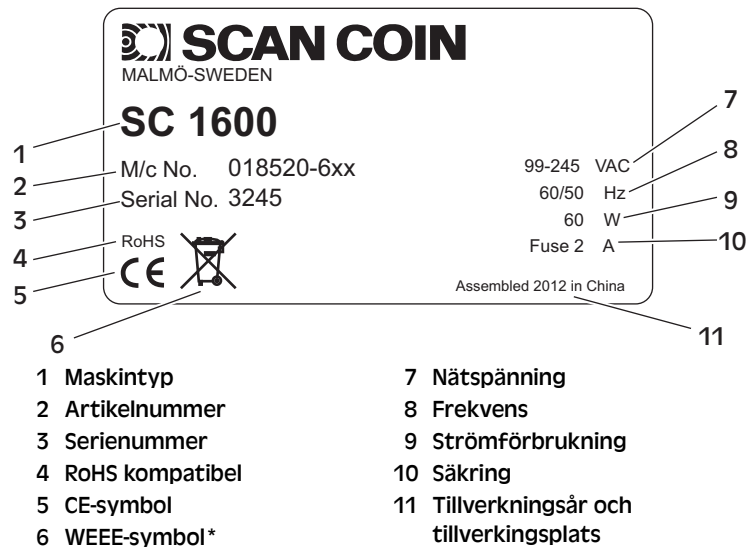 SCAN COIN
MALMÖ-SWEDEN
SC 1600
M/c No. 018520-6xx
Serial No. 3245
RoHS
CE
99-245 VAC
60/50 Hz
60 W
Fuse 2 A
Assembled 2012 in China
1
2
3
4
5
6
7
8
9
10
11
1 Maskintyp
2 Artikelnummer
3 Serienummer
4 RoHS kompatibel
5 CE-symbol
6 WEEE-symbol*
7 Nätspänning
8 Frekvens
9 Strömförbrukning
10 Säkring
11 Tillverkningsår och
tillverkingsplats